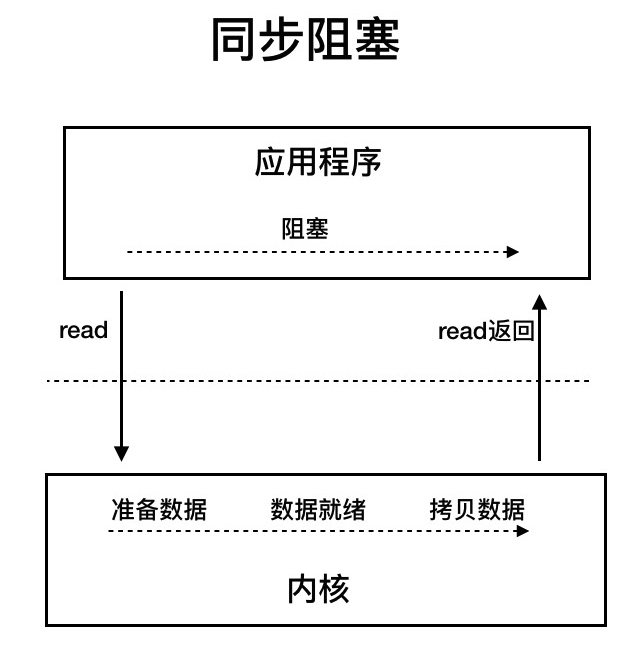 同步阻塞
应用程序
阻塞
read
read返回
准备数据 数据就绪 拷贝数据
内核